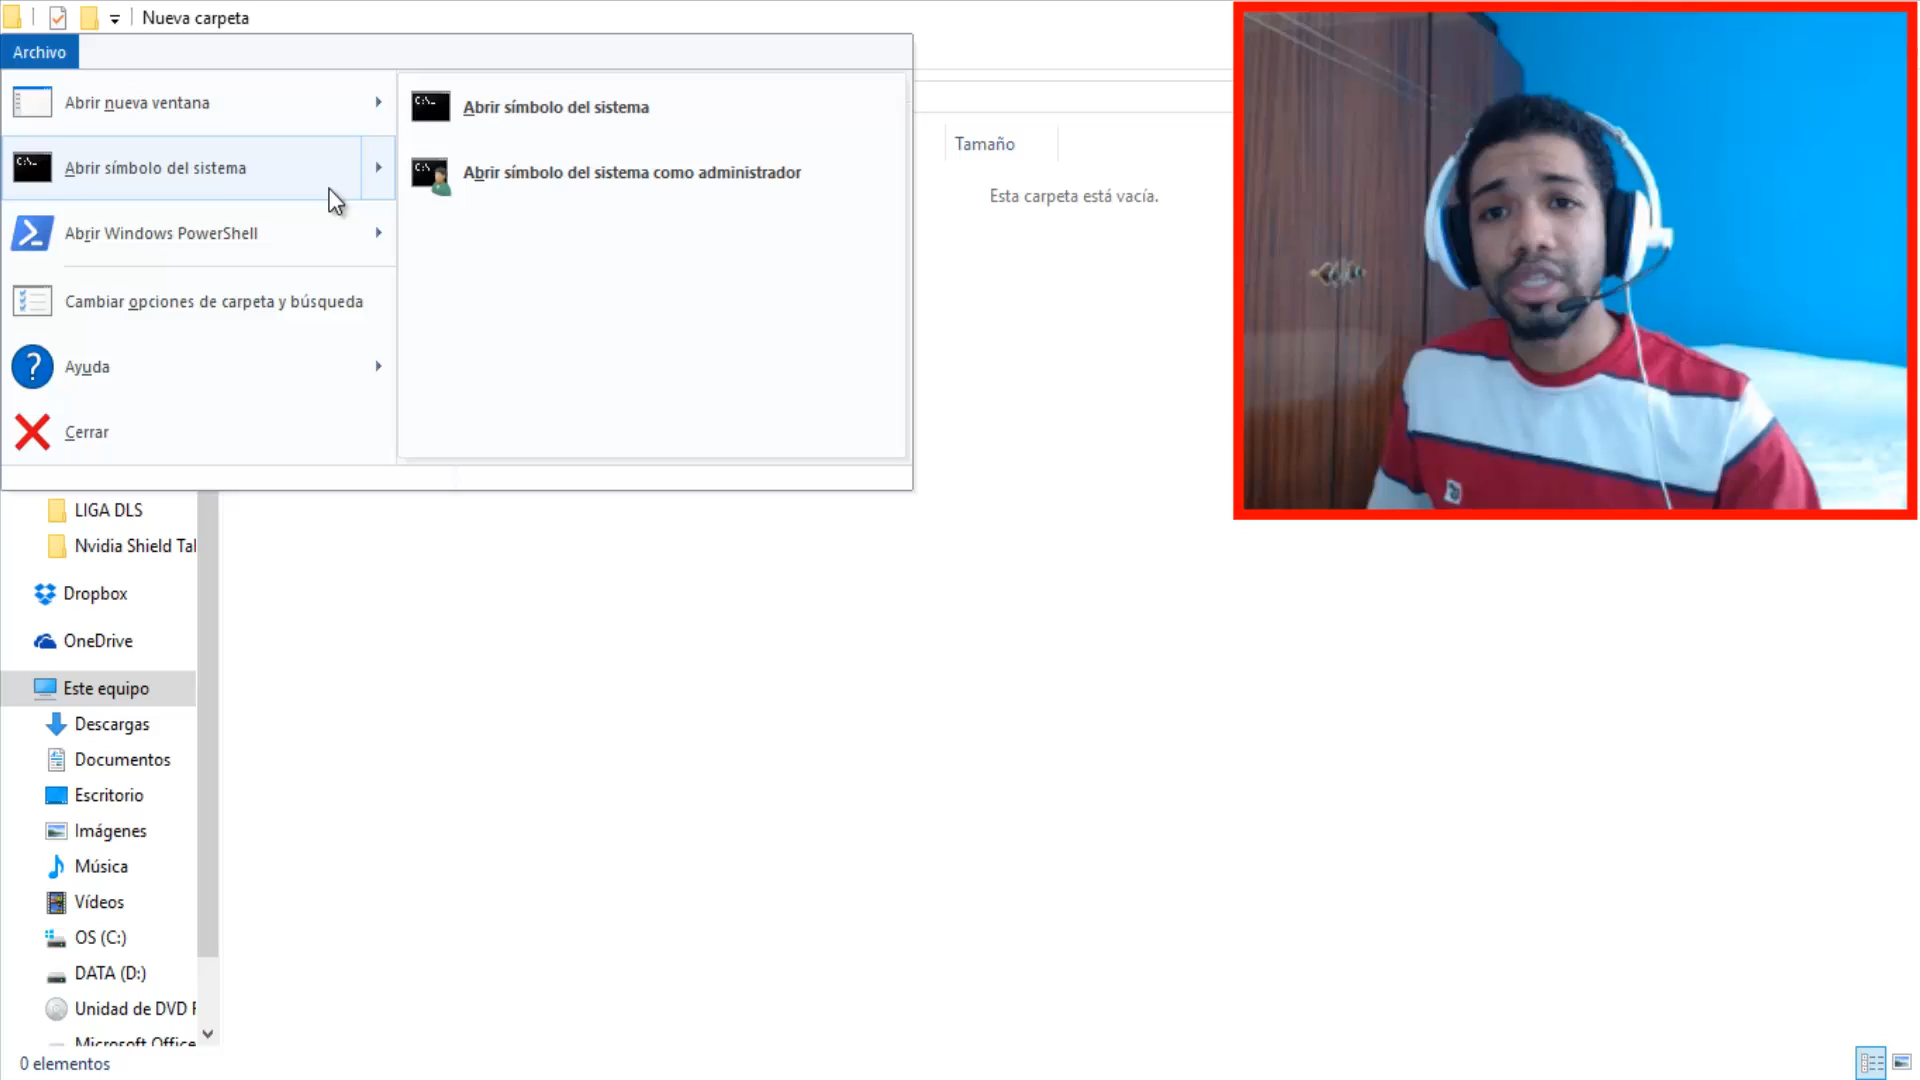 Nueva carpeta
Archivo
Abrir nueva ventana
Abrir símbolo del sistema
Abrir Windows PowerShell
Cambiar opciones de carpeta y búsqueda
Ayuda
Cerrar
Abrir símbolo del sistema
Abrir símbolo del sistema como administrador
Tamaño
Esta carpeta está vacía.
LIGA DLS
Nvidia Shield Tal
Dropbox
OneDrive
Este equipo
Descargas
Documentos
Escritorio
Imágenes
Música
Vídeos
OS (C:)
DATA (D:)
Unidad de DVD
Microsoft Office
0 elementos